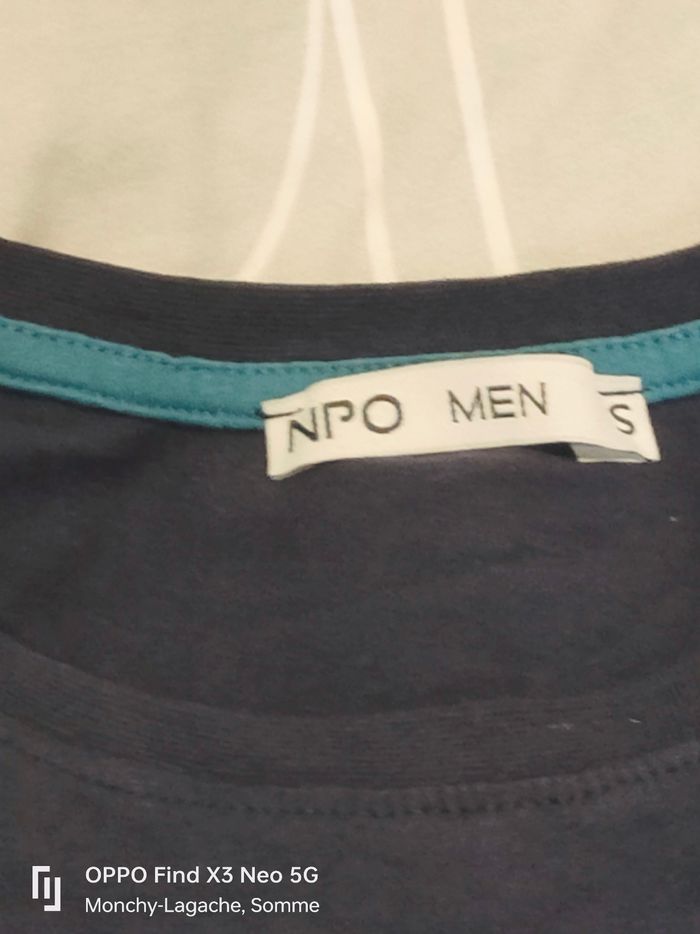 NPO MEN
S
OPPO Find X3 Neo 5G
Monchy-Lagache, Somme